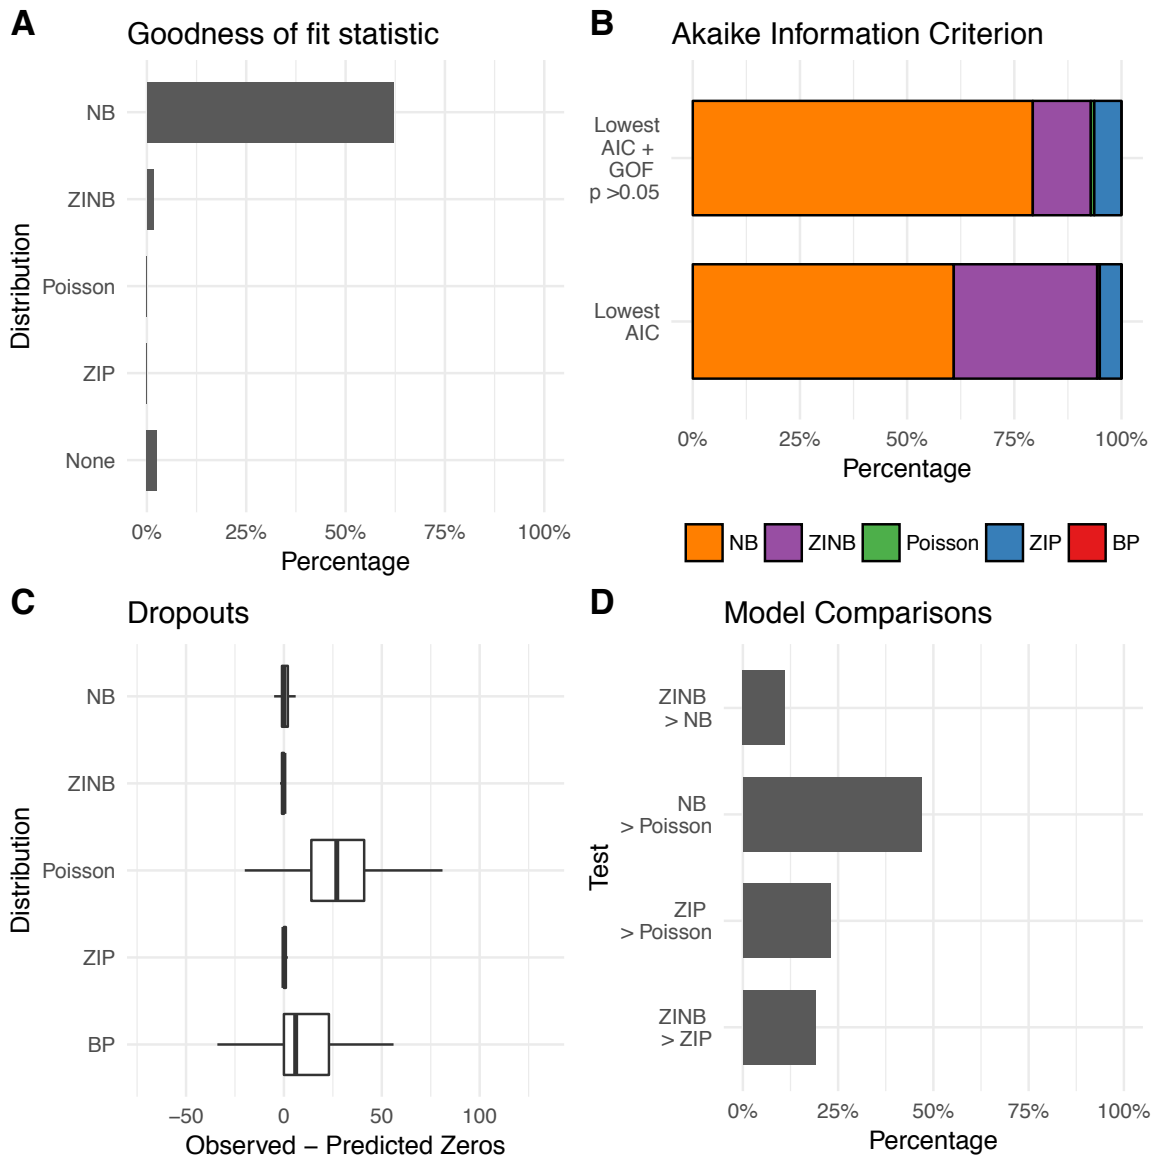 A
Goodness of fit statistic
Distribution
NB
ZINB
Poisson
ZIP
None
0%
25%
50%
75%
100%
Percentage
B
Akaike Information Criterion
Lowest
AIC +
GOF
p >0.05
Lowest
AIC
0%
25%
50%
75%
100%
Percentage
NB
ZINB
Poisson
ZIP
BP
C
Dropouts
Distribution
NB
ZINB
Poisson
ZIP
BP
−50
0
50
100
Observed − Predicted Zeros
D
Model Comparisons
Test
ZINB
> NB
NB
> Poisson
ZIP
> Poisson
ZINB
> ZIP
0%
25%
50%
75%
100%
Percentage